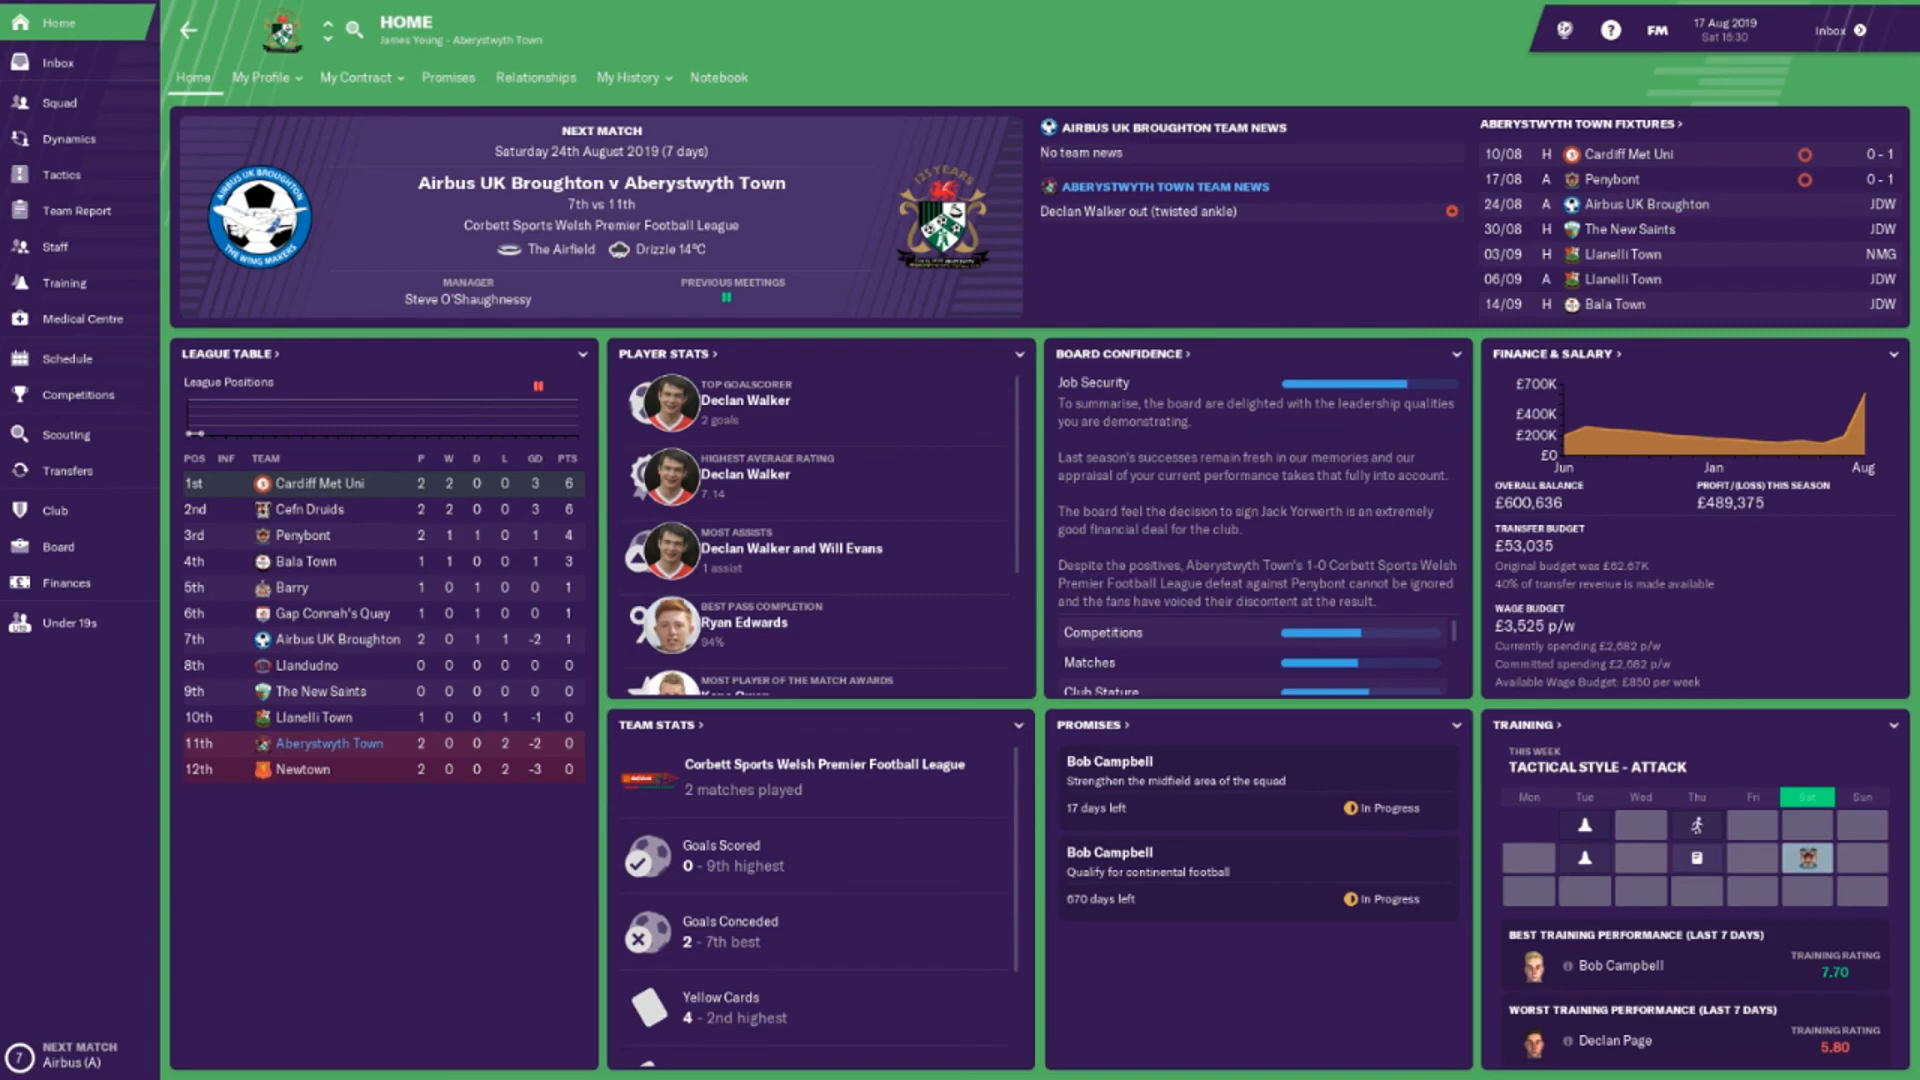 Home
Inbox
Squad
Dynamics
Tactics
Team Report
Staff
Training
Medical Centre
Schedule
Competitions
Scouting
Transfers
Club
Board
Finances
Under 19s
7
NEXT MATCH
Airbus (A)
HOME
James Young - Aberystwyth Town
Home My Profile My Contract Promises Relationships My History Notebook
FM
17 Aug 2019
Sat 16:30
Inbox
NEXT MATCH
Saturday 24th August 2019 (7 days)
Airbus UK Broughton v Aberystwyth Town
7th vs 11th
Corbett Sports Welsh Premier Football League
The Airfield Drizzle 14°C
MANAGER
Steve O'Shaughnessy
PREVIOUS MEETINGS
AIRBUS UK BROUGHTON
THE WING MAKERS
125 YEARS
AIRBUS UK BROUGHTON TEAM NEWS
No team news
ABERYSTWYTH TOWN TEAM NEWS
Declan Walker out (twisted ankle)
ABERYSTWYTH TOWN FIXTURES >
10/08 H Cardiff Met Uni 0 - 1
17/08 A Penybont 0 - 1
24/08 A Airbus UK Broughton JDW
30/08 H The New Saints JDW
03/09 H Llanelli Town NMG
06/09 A Llanelli Town JDW
14/09 H Bala Town JDW
LEAGUE TABLE >
League Positions
POS INF TEAM P W D L GD PTS
1st Cardiff Met Uni 2 2 0 0 3 6
2nd Cefn Druids 2 2 0 0 3 6
3rd Penybont 2 1 1 0 1 4
4th Bala Town 1 1 0 0 1 3
5th Barry 1 0 1 0 0 1
6th Gap Connah's Quay 1 0 1 0 0 1
7th Airbus UK Broughton 2 0 1 1 -2 1
8th Llandudno 0 0 0 0 0 0
9th The New Saints 0 0 0 0 0 0
10th Llanelli Town 1 0 0 1 -1 0
11th Aberystwyth Town 2 0 0 2 -2 0
12th Newtown 2 0 0 2 -3 0
PLAYER STATS >
TOP GOALSCORER
Declan Walker
2 goals
HIGHEST AVERAGE RATING
Declan Walker
7.14
MOST ASSISTS
Declan Walker and Will Evans
1 assist
BEST PASS COMPLETION
Ryan Edwards
94%
MOST PLAYER OF THE MATCH AWARDS
TEAM STATS >
Corbett Sports Welsh Premier Football League
2 matches played
Goals Scored
0 - 9th highest
Goals Conceded
2 - 7th best
Yellow Cards
4 - 2nd highest
BOARD CONFIDENCE >
Job Security
To summarise, the board are delighted with the leadership qualities
you are demonstrating.
Last season's successes remain fresh in our memories and our
appraisal of your current performance takes that fully into account.
The board feel the decision to sign Jack Yorwerth is an extremely
good financial deal for the club.
Despite the positives, Aberystwyth Town's 1-0 Corbett Sports Welsh
Premier Football League defeat against Penybont cannot be ignored
and the fans have voiced their discontent at the result.
Competitions
Matches
Club Stature
PROMISES >
Bob Campbell
Strengthen the midfield area of the squad
17 days left In Progress
Bob Campbell
Qualify for continental football
670 days left In Progress
FINANCE & SALARY >
£700K
£400K
£200K
£0
Jun Jan Aug
OVERALL BALANCE
£600,636
PROFIT/(LOSS) THIS SEASON
£489,375
TRANSFER BUDGET
£53,035
Original budget was £62.67K
40% of transfer revenue is made available
WAGE BUDGET
£3,525 p/w
Currently spending £2,682 p/w
Committed spending £2,682 p/w
Available Wage Budget: £850 per week
TRAINING >
THIS WEEK
TACTICAL STYLE - ATTACK
Mon Tue Wed Thu Fri Sat Sun
BEST TRAINING PERFORMANCE (LAST 7 DAYS)
Bob Campbell
TRAINING RATING
7.70
WORST TRAINING PERFORMANCE (LAST 7 DAYS)
Declan Page
TRAINING RATING
5.80